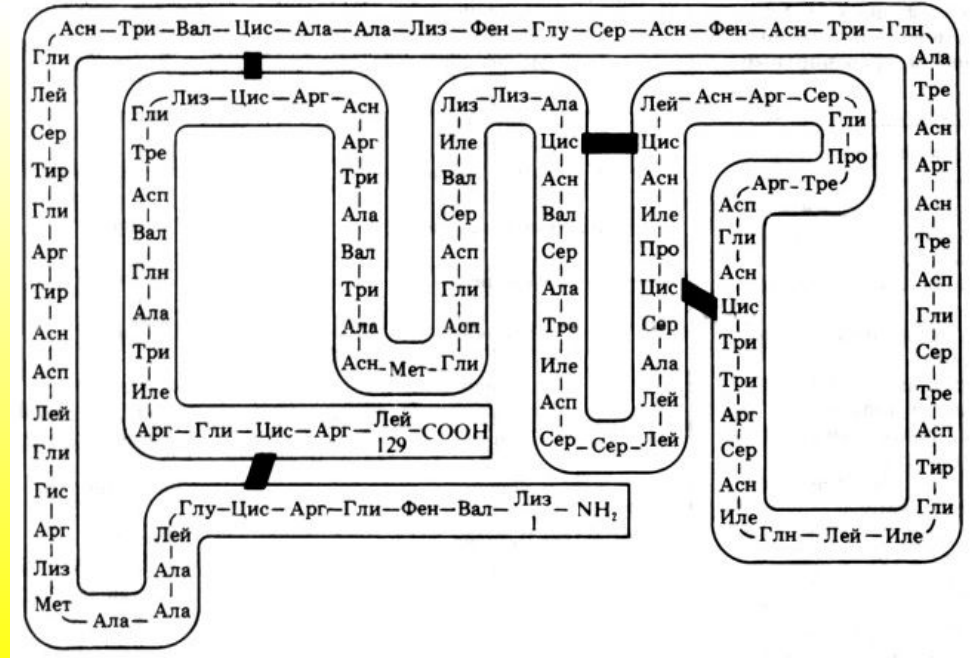 Асн—Три—Вал—Цис—Ала—Ала—Лиз—Фен—Глу—Сер—Асн—Фен—Асн—Три—Глн
Гли
Лей
Сер
Тир
Гли
Арг
Тир
Асн
Асп
Лей
Гли
Гис
Арг
Лиз
Мет—Ала—Ала
Ала
Лей
Глу—Цис—Арг—Гли—Фен—Вал—Лиз—NH₂
1
Гли—Лиз—Цис—Арг—Асн
Тре
Асп
Вал
Глн
Ала
Три
Иле
Арг—Гли—Цис—Арг—Лей—COOH
129
Арг
Три
Ала
Вал
Три
Ала
Асн—Мет—Гли
Лиз—Лиз—Ала
Иле
Вал
Сер
Асп
Гли
Асп
Цис
Асн
Вал
Сер
Ала
Тре
Иле
Асп
Сер—Сер—Лей
Лей—Асн—Арг—Сер
Цис
Асн
Иле
Про
Цис
Сер
Ала
Лей
Гли
Про
Арг—Тре
Асп
Гли
Асн
Цис
Три
Три
Арг
Сер
Асн
Иле
Глн—Лей—Иле
Ала
Тре
Асн
Арг
Асн
Тре
Асп
Гли
Сер
Тре
Асп
Тир
Гли